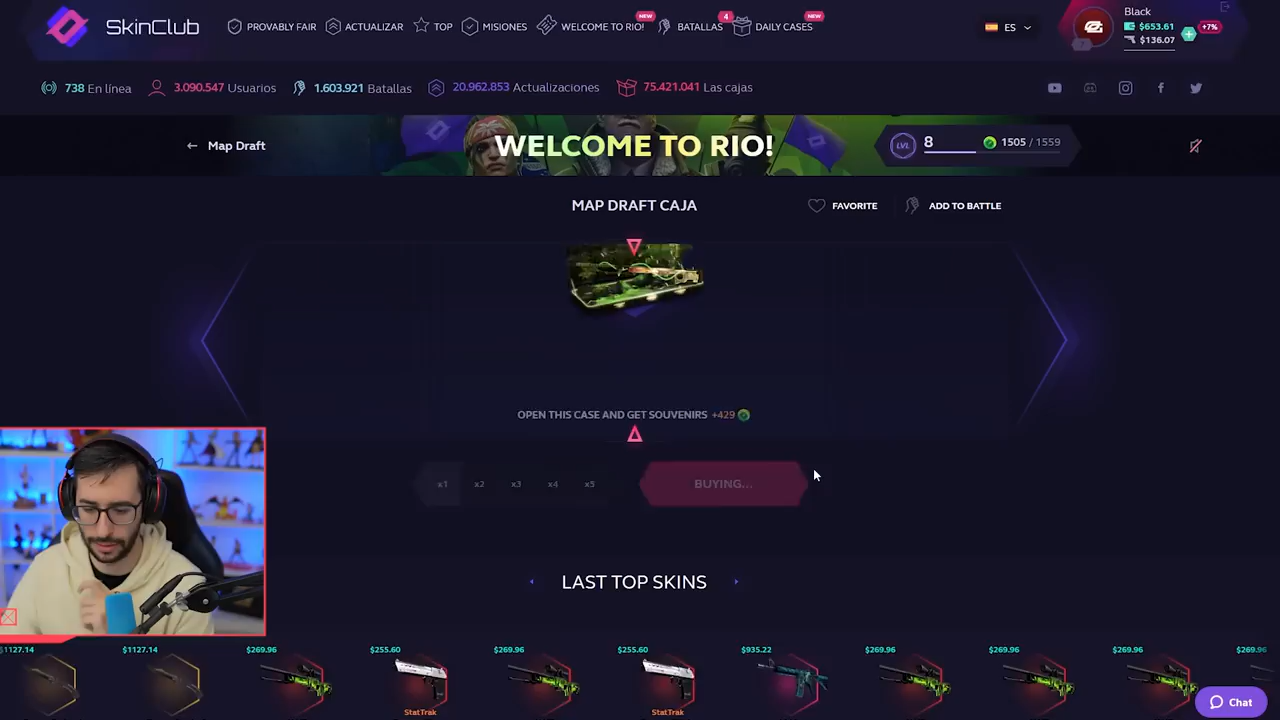 SkinClub
PROVABLY FAIR
ACTUALIZAR
TOP
MISIONES
WELCOME TO RIO!
NEW
BATALLAS
4
DAILY CASES
NEW
ES
Black
$653.61
$136.07
+7%
738 En línea
3.090.547 Usuarios
1.603.921 Batallas
20.962.853 Actualizaciones
75.421.041 Las cajas
← Map Draft
WELCOME TO RIO!
LVL
8
1505 / 1559
MAP DRAFT CAJA
FAVORITE
ADD TO BATTLE
OPEN THIS CASE AND GET SOUVENIRS +429
x1 x2 x3 x4 x5
BUYING...
LAST TOP SKINS
$1127.14 $1127.14 $269.96 $255.60 $269.96 $255.60 $935.22 $269.96 $269.96 $269.96 $269.96
StatTrak StatTrak
Chat